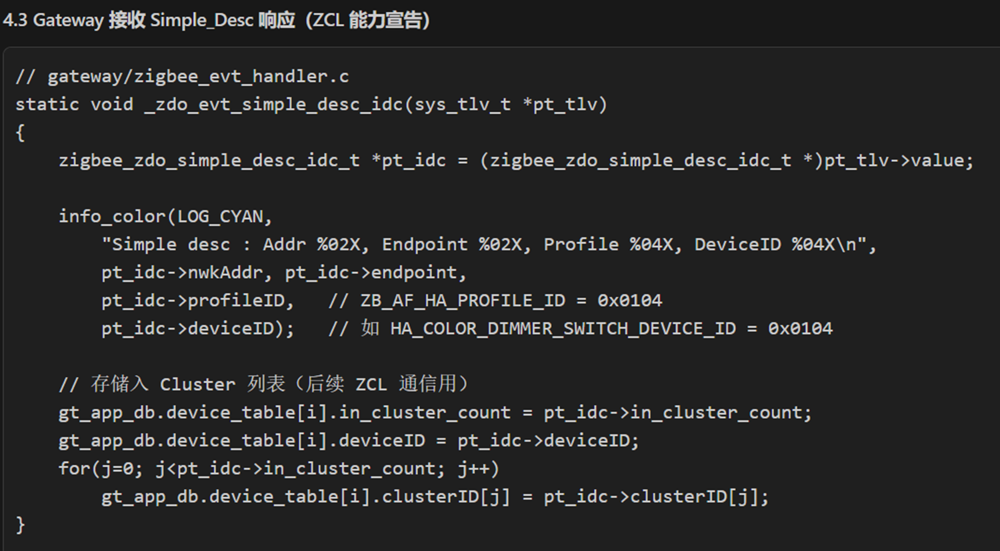 4.3 Gateway 接收 Simple_Desc 响应（ZCL 能力宣告）
// gateway/zigbee_evt_handler.c
static void _zdo_evt_simple_desc_idc(sys_tlv_t *pt_tlv)
{
    zigbee_zdo_simple_desc_idc_t *pt_idc = (zigbee_zdo_simple_desc_idc_t *)pt_tlv->value;
    info_color(LOG_CYAN,
        "Simple desc : Addr %02X, Endpoint %02X, Profile %04X, DeviceID %04X\n",
        pt_idc->nwkAddr, pt_idc->endpoint,
        pt_idc->profileID,   // ZB_AF_HA_PROFILE_ID = 0x0104
        pt_idc->deviceID);   // 如 HA_COLOR_DIMMER_SWITCH_DEVICE_ID = 0x0104
    // 存储入 Cluster 列表（后续 ZCL 通信用）
    gt_app_db.device_table[i].in_cluster_count = pt_idc->in_cluster_count;
    gt_app_db.device_table[i].deviceID = pt_idc->deviceID;
    for(j=0; j<pt_idc->in_cluster_count; j++)
        gt_app_db.device_table[i].clusterID[j] = pt_idc->clusterID[j];
}